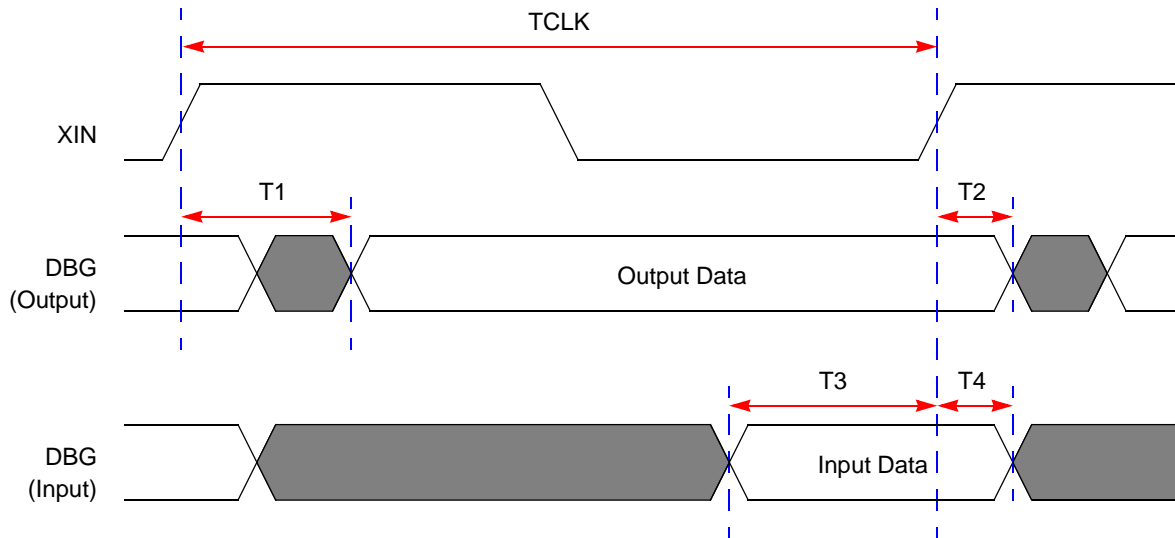 TCLK
XIN
T1
T2
DBG
(Output)
Output Data
T3
T4
DBG
(Input)
Input Data